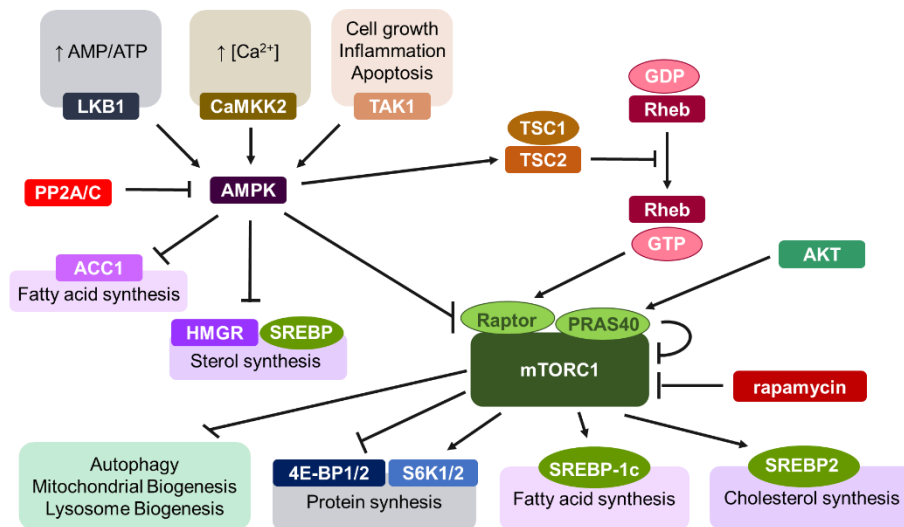 ↑ AMP/ATP
LKB1
↑ [Ca²⁺]
CaMKK2
Cell growth
Inflammation
Apoptosis
TAK1
GDP
Rheb
TSC1
TSC2
PP2A/C
AMPK
Rheb
GTP
AKT
ACC1
Fatty acid synthesis
HMGR
SREBP
Sterol synthesis
Raptor
PRAS40
mTORC1
rapamycin
Autophagy
Mitochondrial Biogenesis
Lysosome Biogenesis
4E-BP1/2
S6K1/2
Protein synhesis
SREBP-1c
Fatty acid synthesis
SREBP2
Cholesterol synthesis